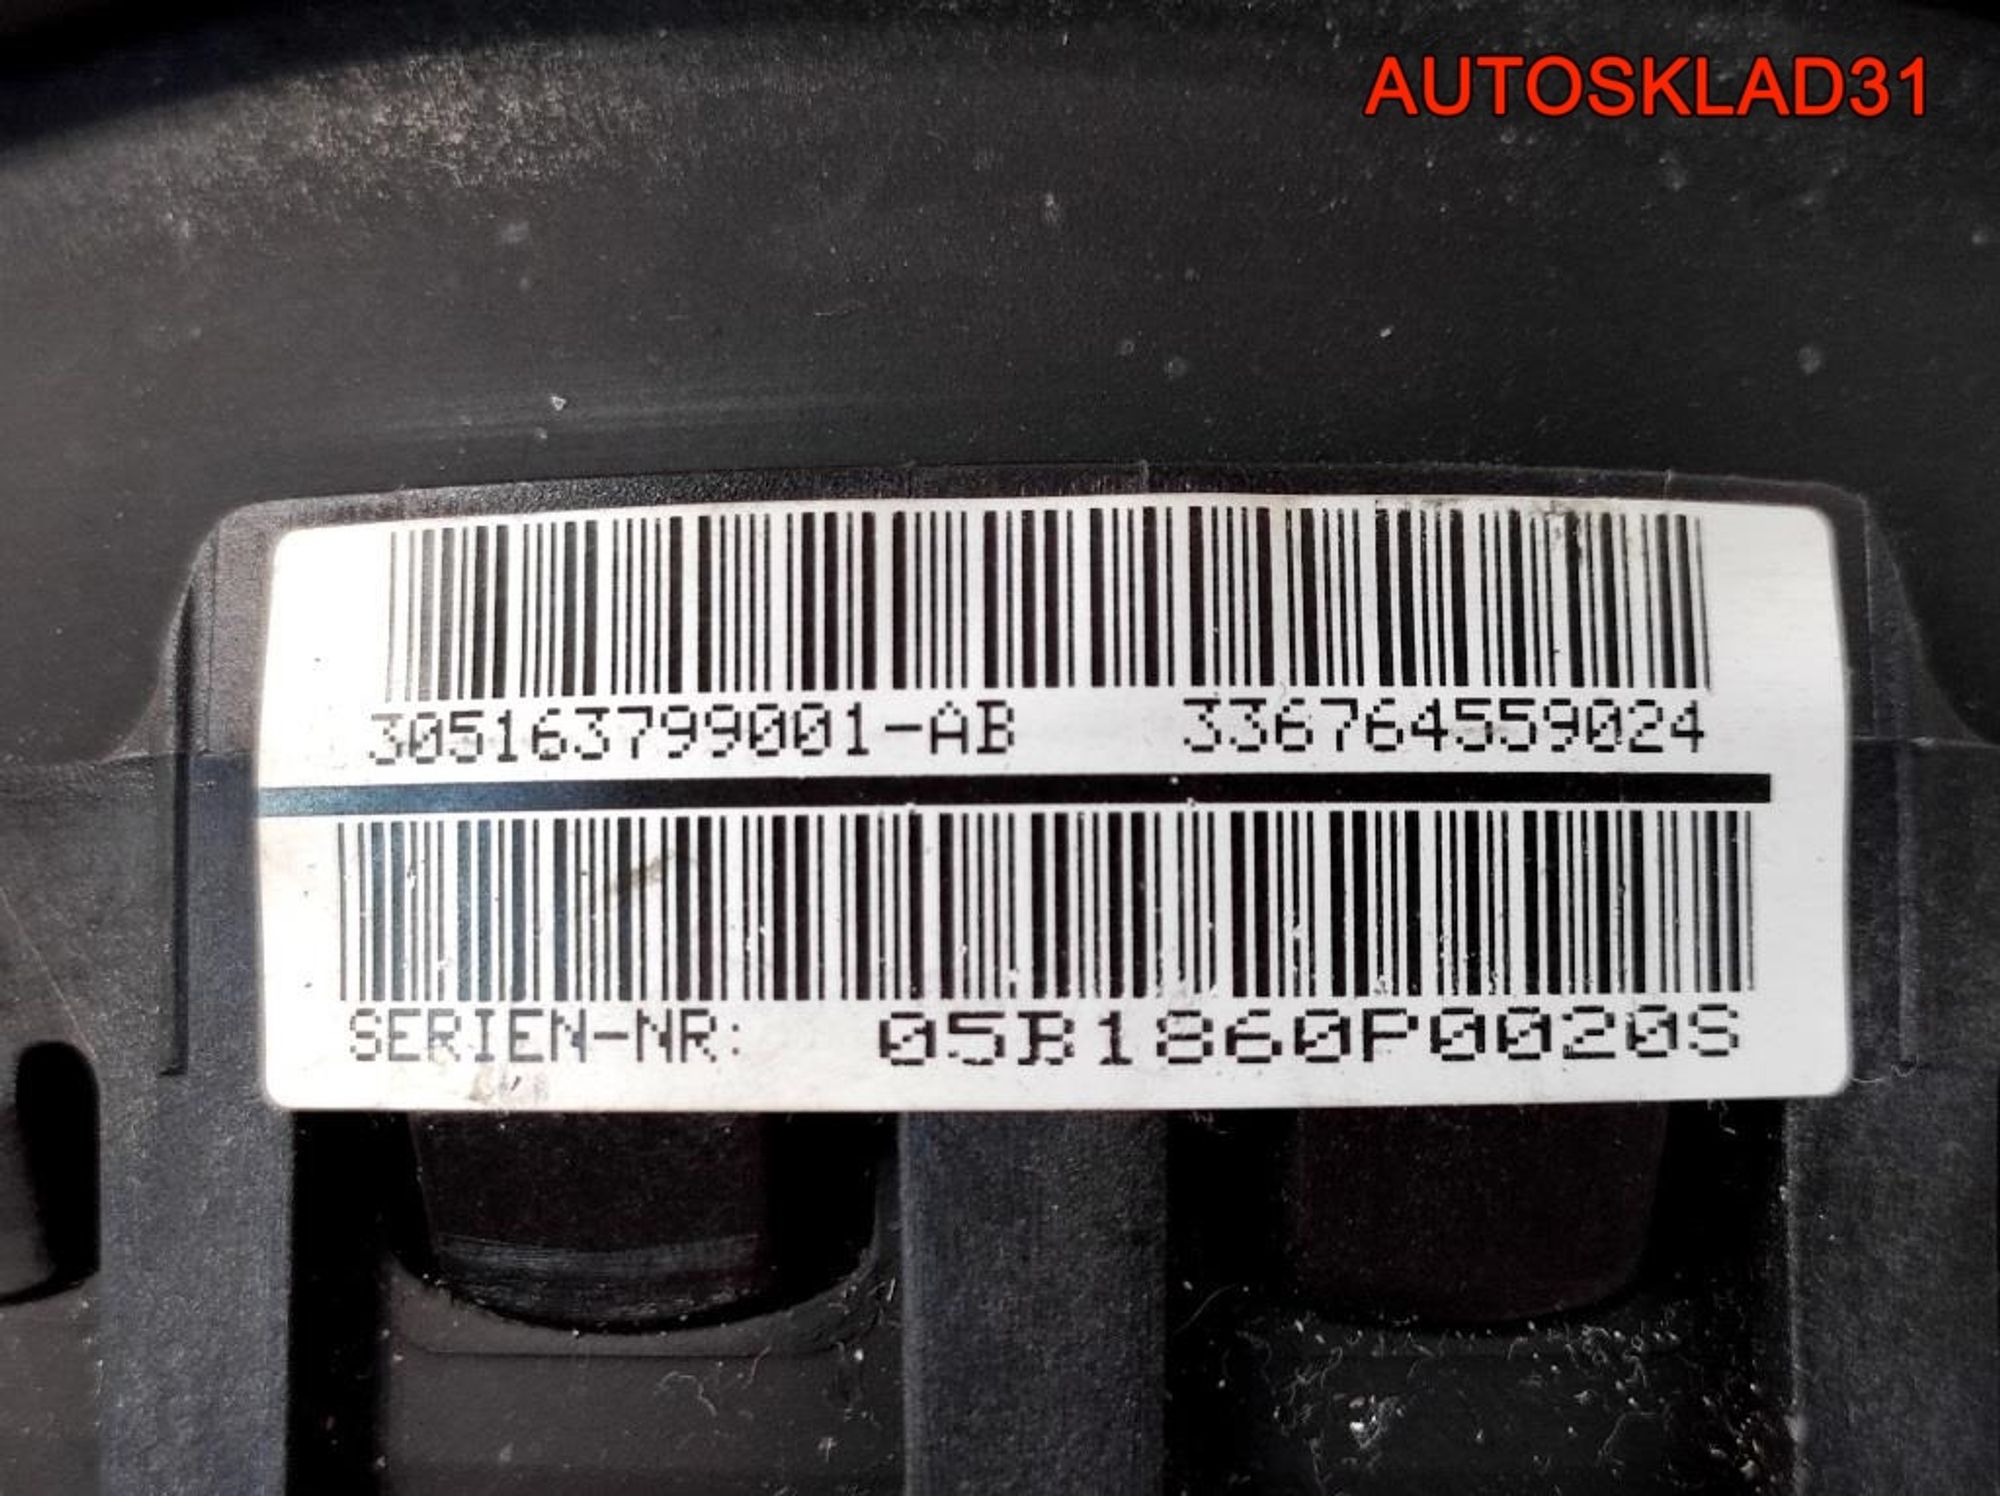 AUTOSKLAD31
305163799001-AB 336764559024
SERIEN-NR: 05B1860P0020S